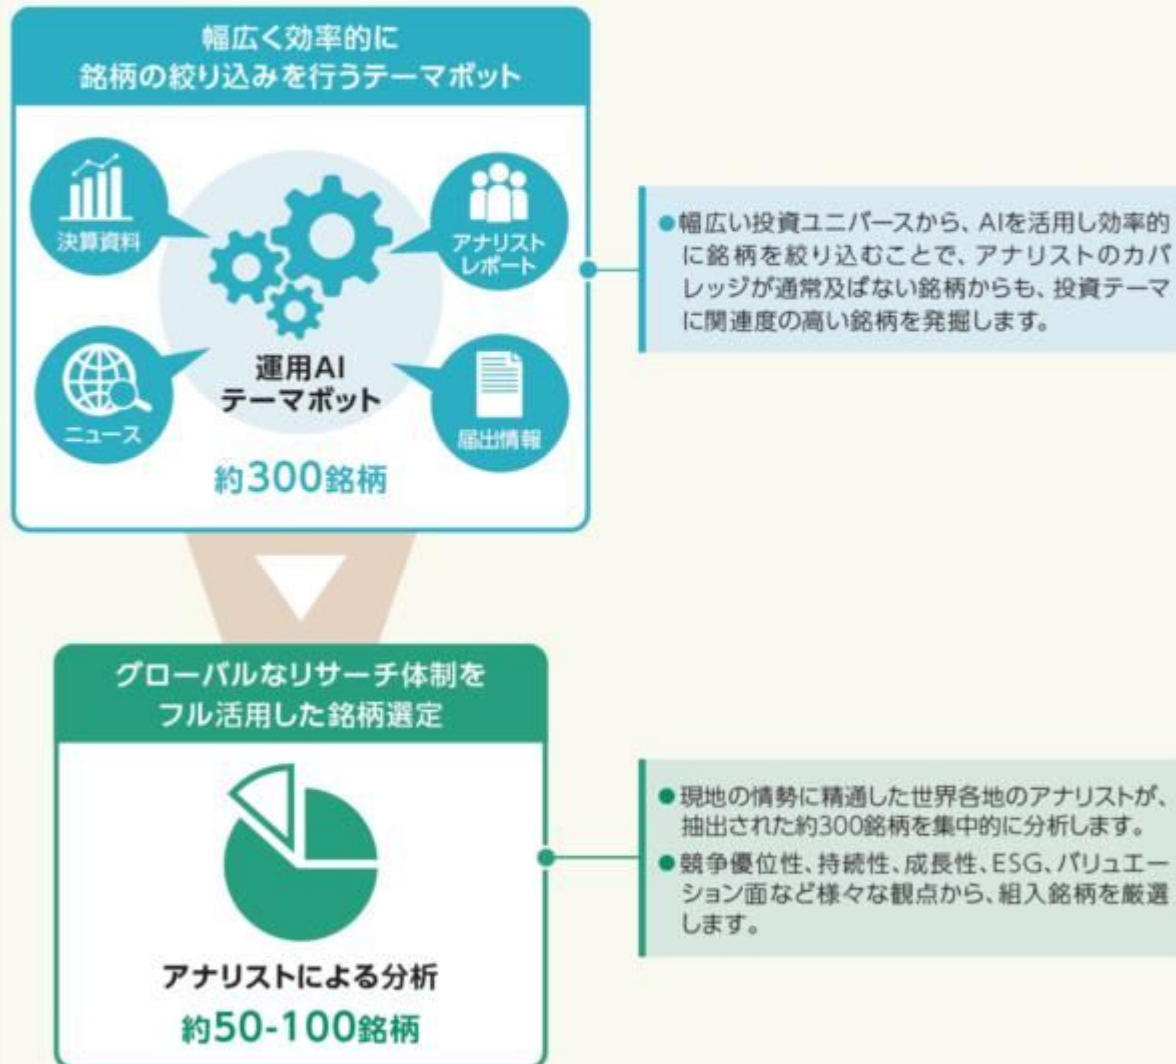 幅広く効率的に
銘柄の絞り込みを行うテーマボット
決算資料
アナリスト
レポート
ニュース
届出情報
運用AI
テーマボット
約300銘柄
●幅広い投資ユニバースから、AIを活用し効率的
に銘柄を絞り込むことで、アナリストのカバ
レッジが通常及ばない銘柄からも、投資テーマ
に関連度の高い銘柄を発掘します。
グローバルなリサーチ体制を
フル活用した銘柄選定
アナリストによる分析
約50-100銘柄
●現地の情勢に精通した世界各地のアナリストが、
抽出された約300銘柄を集中的に分析します。
●競争優位性、持続性、成長性、ESG、バリュエー
ション面など様々な観点から、組入銘柄を厳選
します。